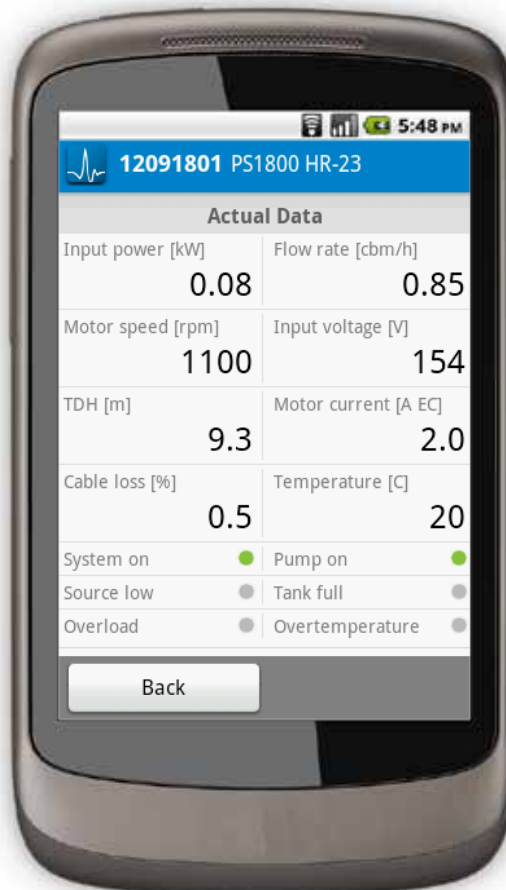 5:48 PM
12091801 PS1800 HR-23
Actual Data
Input power [kW] Flow rate [cbm/h]
0.08 0.85
Motor speed [rpm] Input voltage [V]
1100 154
TDH [m] Motor current [A EC]
9.3 2.0
Cable loss [%] Temperature [C]
0.5 20
System on Pump on
Source low Tank full
Overload Overtemperature
Back